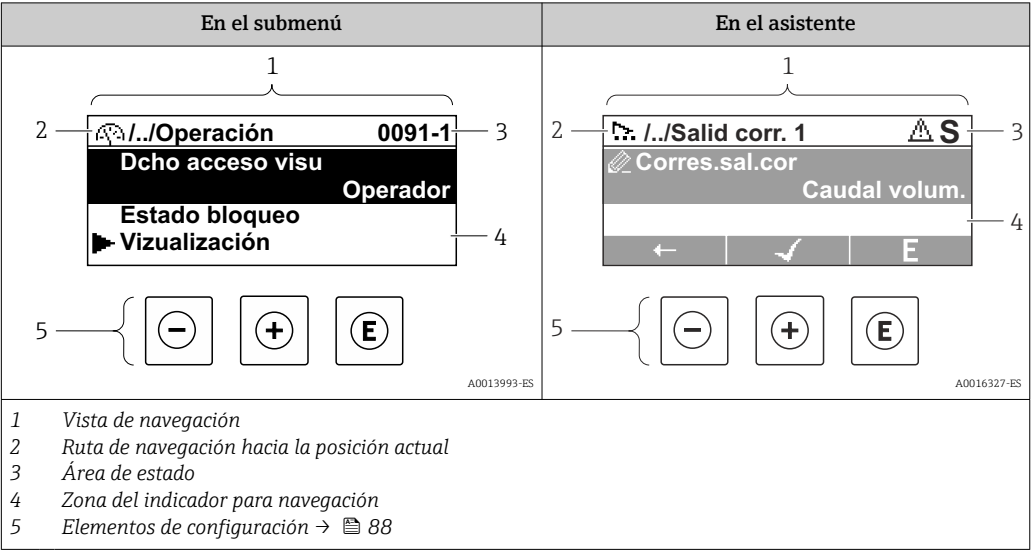 En el submenú
En el asistente
1
2
/../Operación 0091-1
3
Dcho acceso visu
Operador
Estado bloqueo
Vizualización
4
5
- + E
A0013993-ES
1
2
/../Salid corr. 1 S
3
Corres.sal.cor
Caudal volum.
4
← ✓ E
5
- + E
A0016327-ES
1 Vista de navegación
2 Ruta de navegación hacia la posición actual
3 Área de estado
4 Zona del indicador para navegación
5 Elementos de configuración → 88